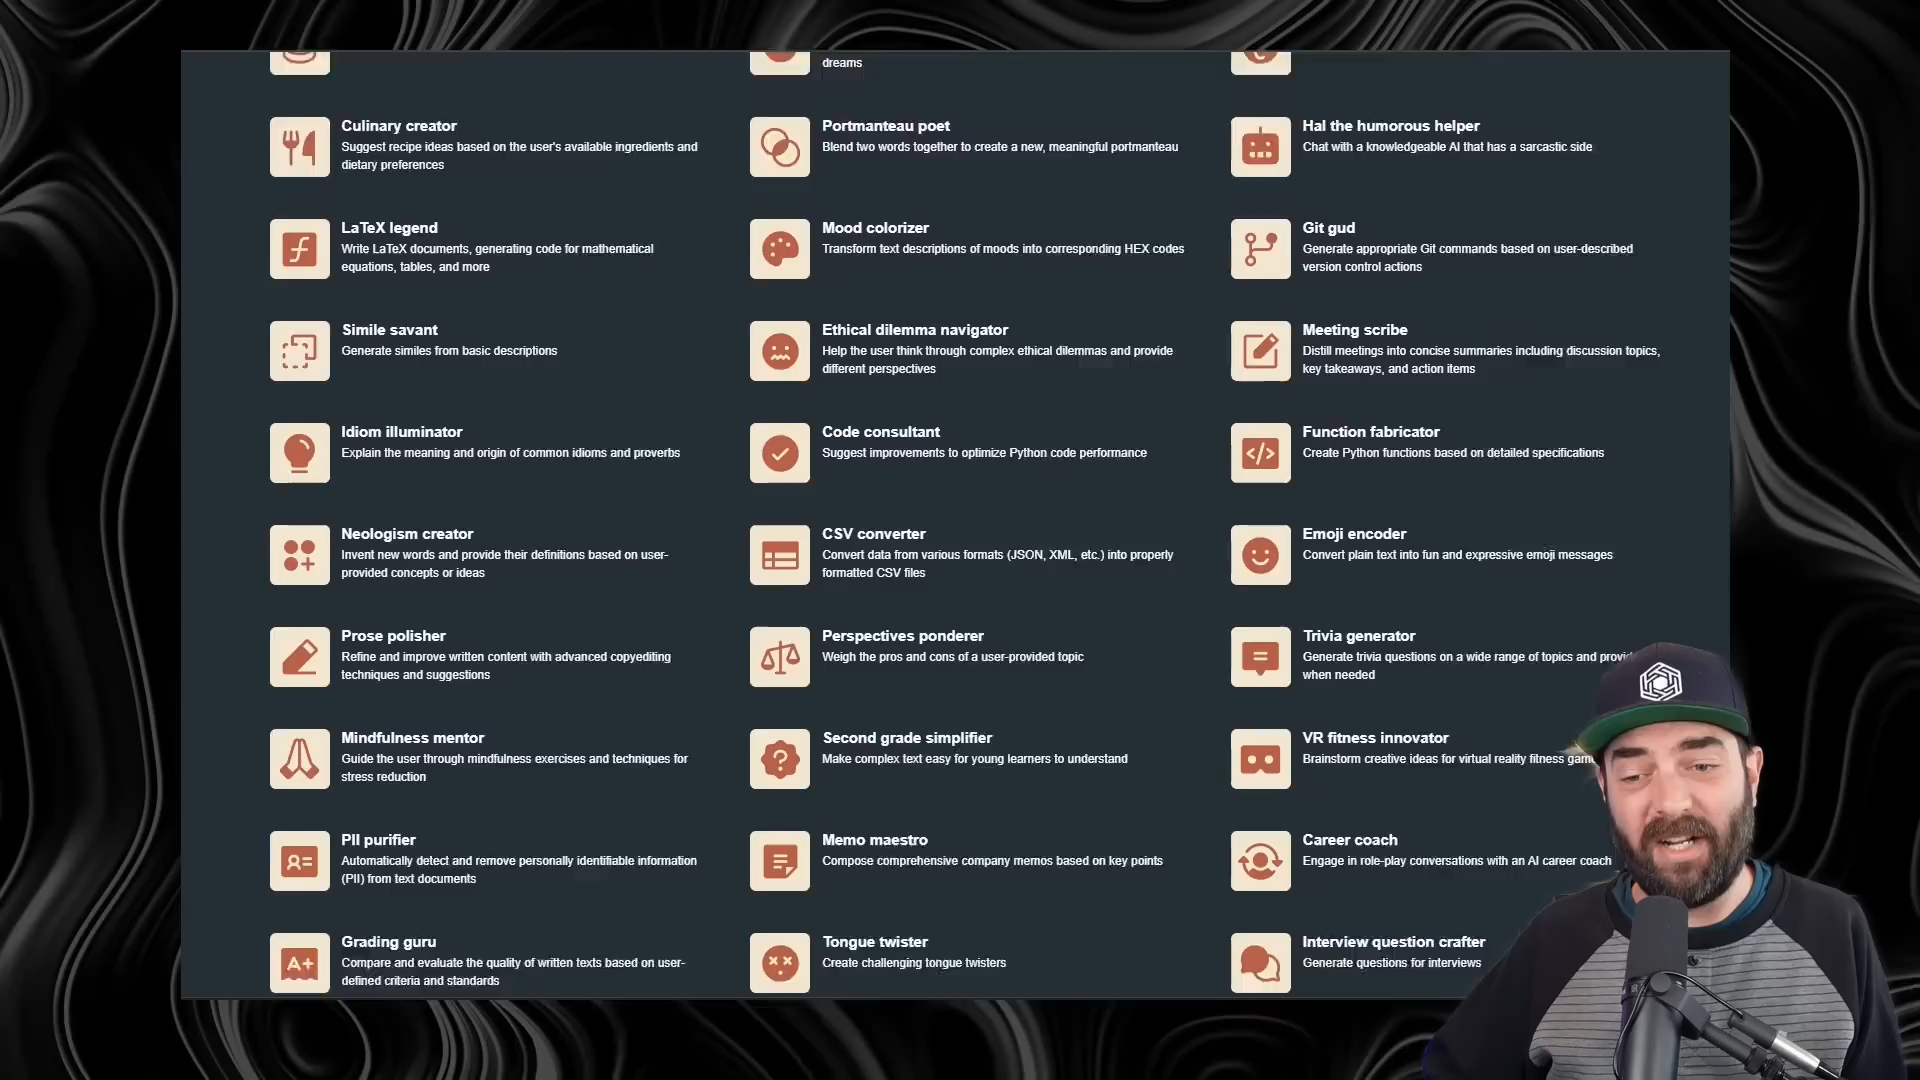 dreams
Culinary creator
Suggest recipe ideas based on the user's available ingredients and
dietary preferences
Portmanteau poet
Blend two words together to create a new, meaningful portmanteau
Hal the humorous helper
Chat with a knowledgeable AI that has a sarcastic side
LaTeX legend
Write LaTeX documents, generating code for mathematical
equations, tables, and more
Mood colorizer
Transform text descriptions of moods into corresponding HEX codes
Git gud
Generate appropriate Git commands based on user-described
version control actions
Simile savant
Generate similes from basic descriptions
Ethical dilemma navigator
Help the user think through complex ethical dilemmas and provide
different perspectives
Meeting scribe
Distill meetings into concise summaries including discussion topics,
key takeaways, and action items
Idiom illuminator
Explain the meaning and origin of common idioms and proverbs
Code consultant
Suggest improvements to optimize Python code performance
Function fabricator
Create Python functions based on detailed specifications
Neologism creator
Invent new words and provide their definitions based on user-
provided concepts or ideas
CSV converter
Convert data from various formats (JSON, XML, etc.) into properly
formatted CSV files
Emoji encoder
Convert plain text into fun and expressive emoji messages
Prose polisher
Refine and improve written content with advanced copyediting
techniques and suggestions
Perspectives ponderer
Weigh the pros and cons of a user-provided topic
Trivia generator
Generate trivia questions on a wide range of topics and
when needed
Mindfulness mentor
Guide the user through mindfulness exercises and techniques for
stress reduction
Second grade simplifier
Make complex text easy for young learners to understand
VR fitness innovator
Brainstorm creative ideas for virtual reality fitness
PII purifier
Automatically detect and remove personally identifiable information
(PII) from text documents
Memo maestro
Compose comprehensive company memos based on key points
Career coach
Engage in role-play conversations with an AI career coach
Grading guru
A+
Compare and evaluate the quality of written texts based on user-
defined criteria and standards
Tongue twister
Create challenging tongue twisters
Interview question crafter
Generate questions for interviews